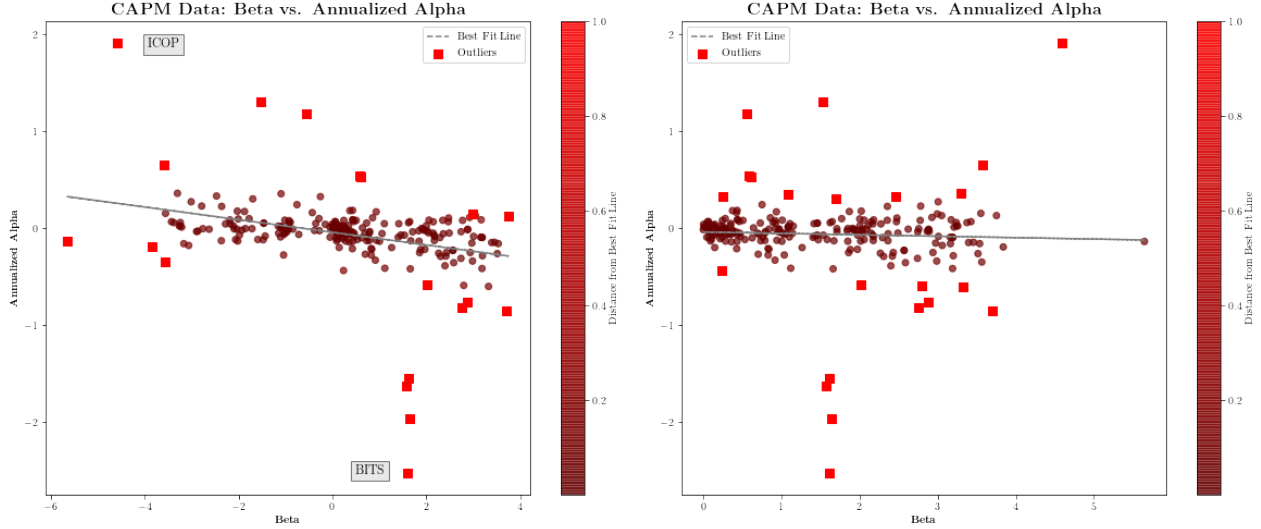 CAPM Data: Beta vs. Annualized Alpha
Best Fit Line
Outliers
ICOP
BITS
2
1
0
-1
-2
Annualized Alpha
-6
-4
-2
0
2
4
Beta
1.0
0.8
0.6
0.4
0.2
Distance from Best Fit Line
CAPM Data: Beta vs. Annualized Alpha
Best Fit Line
Outliers
2
1
0
-1
-2
Annualized Alpha
0
1
2
3
4
5
Beta
1.0
0.8
0.6
0.4
0.2
Distance from Best Fit Line